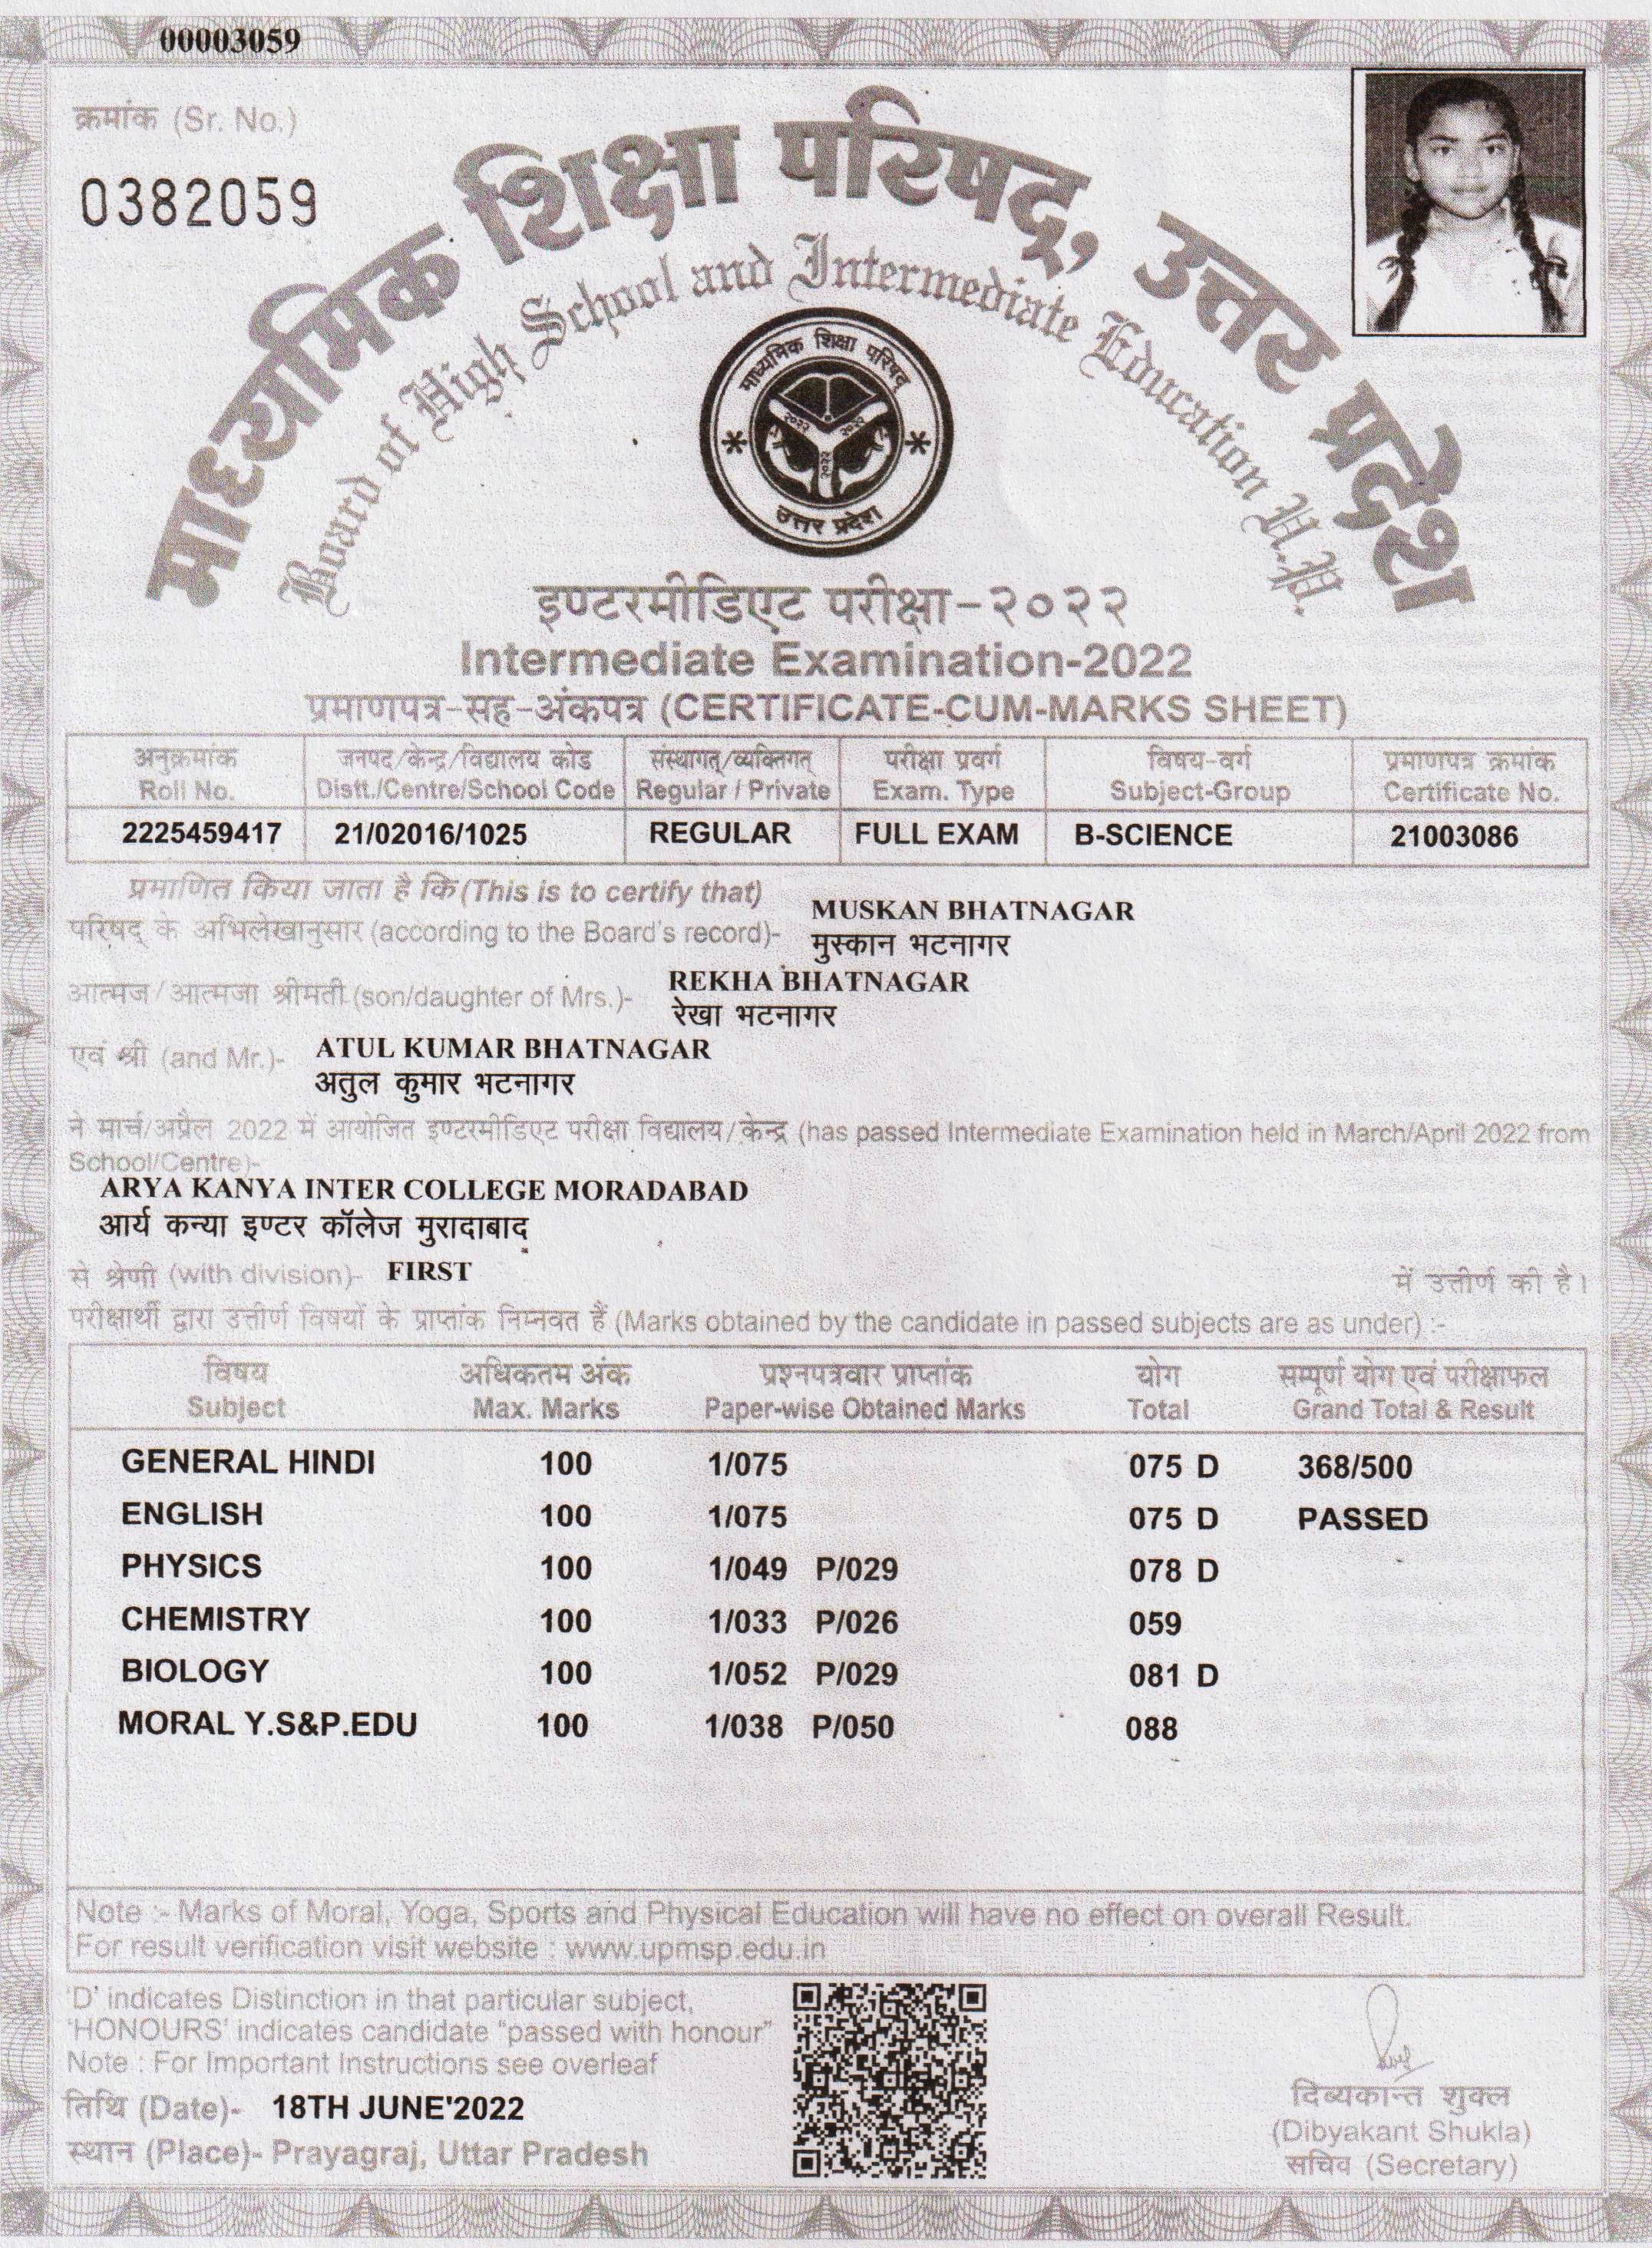 00003059
क्रमांक (Sr. No.)
0382059
माध्यमिक शिक्षा परिषद्, उत्तर प्रदेश
Board of High School and Intermediate Education U.P.
माध्यमिक शिक्षा परिषद्
२०२२ २०२२
२०२२
उत्तर प्रदेश
इण्टरमीडिएट परीक्षा-२०२२
Intermediate Examination-2022
प्रमाणपत्र-सह-अंकपत्र (CERTIFICATE-CUM-MARKS SHEET)
अनुक्रमांक जनपद/केन्द्र/विद्यालय कोड संस्थागत्/व्यक्तिगत् परीक्षा प्रवर्ग विषय-वर्ग प्रमाणपत्र क्रमांक
Roll No. Distt./Centre/School Code Regular / Private Exam. Type Subject-Group Certificate No.
2225459417 21/02016/1025 REGULAR FULL EXAM B-SCIENCE 21003086
प्रमाणित किया जाता है कि (This is to certify that)
MUSKAN BHATNAGAR
परिषद् के अभिलेखानुसार (according to the Board's record)-
मुस्कान भटनागर
REKHA BHATNAGAR
आत्मज/आत्मजा श्रीमती (son/daughter of Mrs.)-
रेखा भटनागर
एवं श्री (and Mr.)- ATUL KUMAR BHATNAGAR
अतुल कुमार भटनागर
ने मार्च/अप्रैल 2022 में आयोजित इण्टरमीडिएट परीक्षा विद्यालय/केन्द्र (has passed Intermediate Examination held in March/April 2022 from
School/Centre)-
ARYA KANYA INTER COLLEGE MORADABAD
आर्य कन्या इण्टर कॉलेज मुरादाबाद
से श्रेणी (with division)- FIRST में उत्तीर्ण की है।
परीक्षार्थी द्वारा उत्तीर्ण विषयों के प्राप्तांक निम्नवत हैं (Marks obtained by the candidate in passed subjects are as under) :-
विषय अधिकतम अंक प्रश्नपत्रवार प्राप्तांक योग सम्पूर्ण योग एवं परीक्षाफल
Subject Max. Marks Paper-wise Obtained Marks Total Grand Total & Result
GENERAL HINDI 100 1/075 075 D 368/500
ENGLISH 100 1/075 075 D PASSED
PHYSICS 100 1/049 P/029 078 D
CHEMISTRY 100 1/033 P/026 059
BIOLOGY 100 1/052 P/029 081 D
MORAL Y.S&P.EDU 100 1/038 P/050 088
Note :- Marks of Moral, Yoga, Sports and Physical Education will have no effect on overall Result.
For result verification visit website : www.upmsp.edu.in
'D' indicates Distinction in that particular subject,
'HONOURS' indicates candidate "passed with honour"
Note : For Important Instructions see overleaf
तिथि (Date)- 18TH JUNE'2022
स्थान (Place)- Prayagraj, Uttar Pradesh
दिव्यकान्त शुक्ल
(Dibyakant Shukla)
सचिव (Secretary)